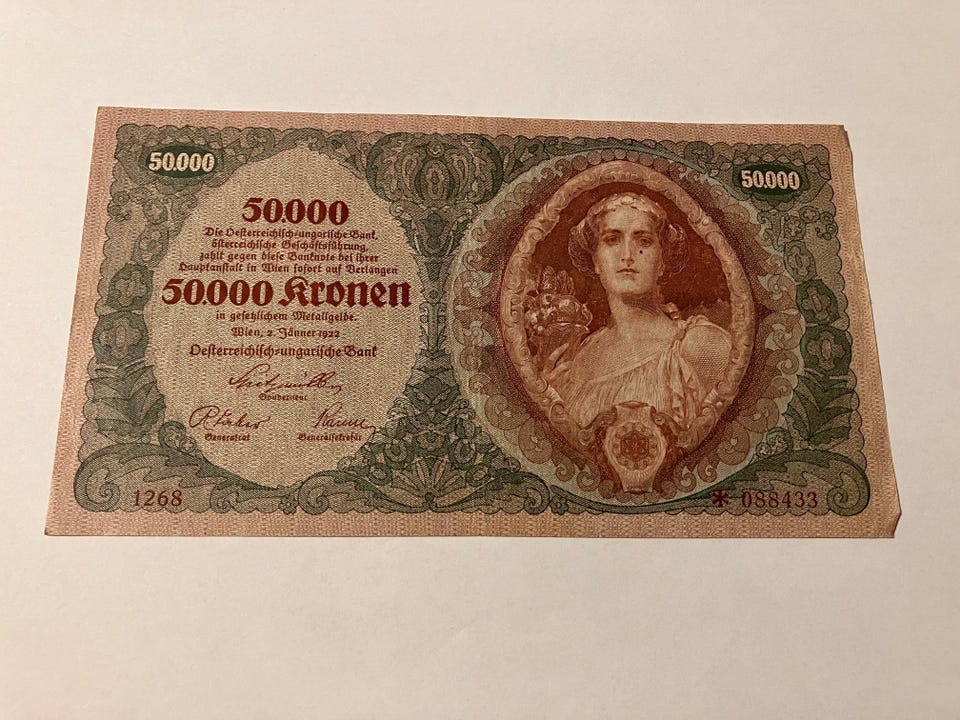 50.000
50.000
50.000
Die Oesterreichisch-ungarische Bank,
österreichische Geschäftsführung,
zahlt gegen diese Banknote bei ihrer
Hauptanstalt in Wien sofort auf Verlangen
50.000 Kronen
in gesetzlichem Metallgelde.
Wien, 2. Jänner 1922
Oesterreichisch-ungarische Bank
Gouverneur
Generalrat
Generalsekretär
1268
* 088433